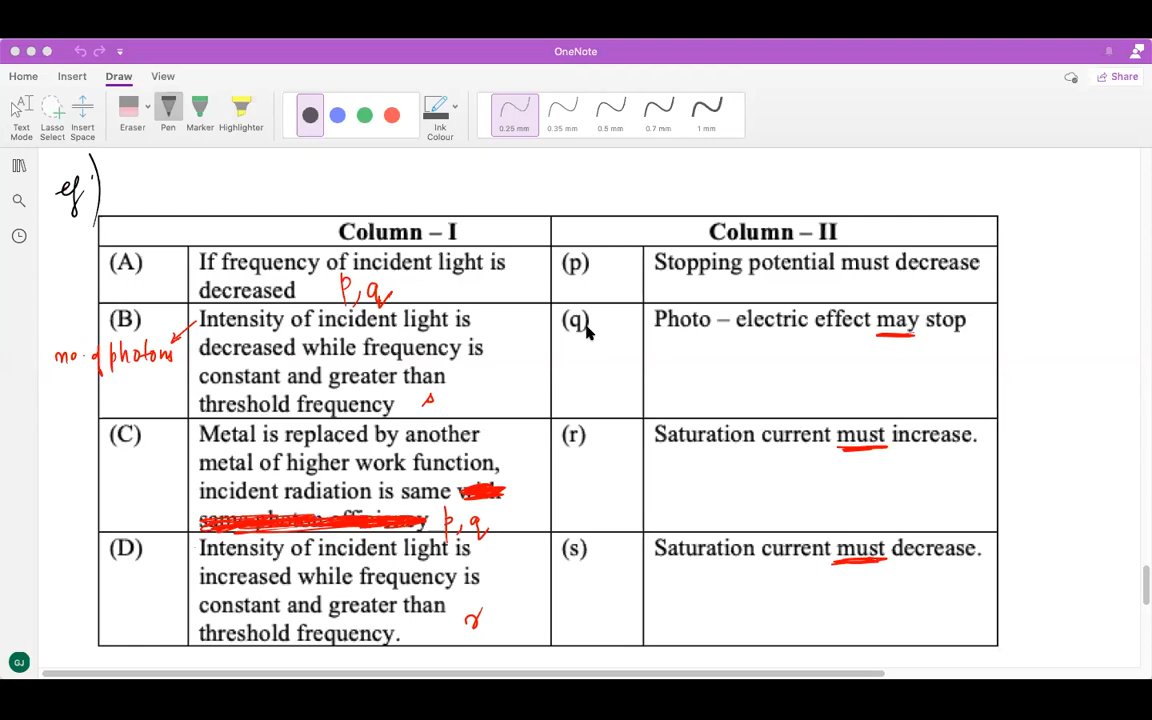 OneNote
Home Insert Draw View
Share
Text Mode
Lasso Select
Insert Space
Eraser
Pen
Marker
Highlighter
Ink Colour
0.25 mm
0.35 mm
0.5 mm
0.7 mm
1 mm
eg.)
Column – I
Column – II
(A)
If frequency of incident light is
decreased p, q
(p)
Stopping potential must decrease
(B)
no. of photons
Intensity of incident light is
decreased while frequency is
constant and greater than
threshold frequency s
(q)
Photo – electric effect may stop
(C)
Metal is replaced by another
metal of higher work function,
incident radiation is same with
same photon efficiency p, q
(r)
Saturation current must increase.
(D)
Intensity of incident light is
increased while frequency is
constant and greater than
threshold frequency. r
(s)
Saturation current must decrease.
GJ